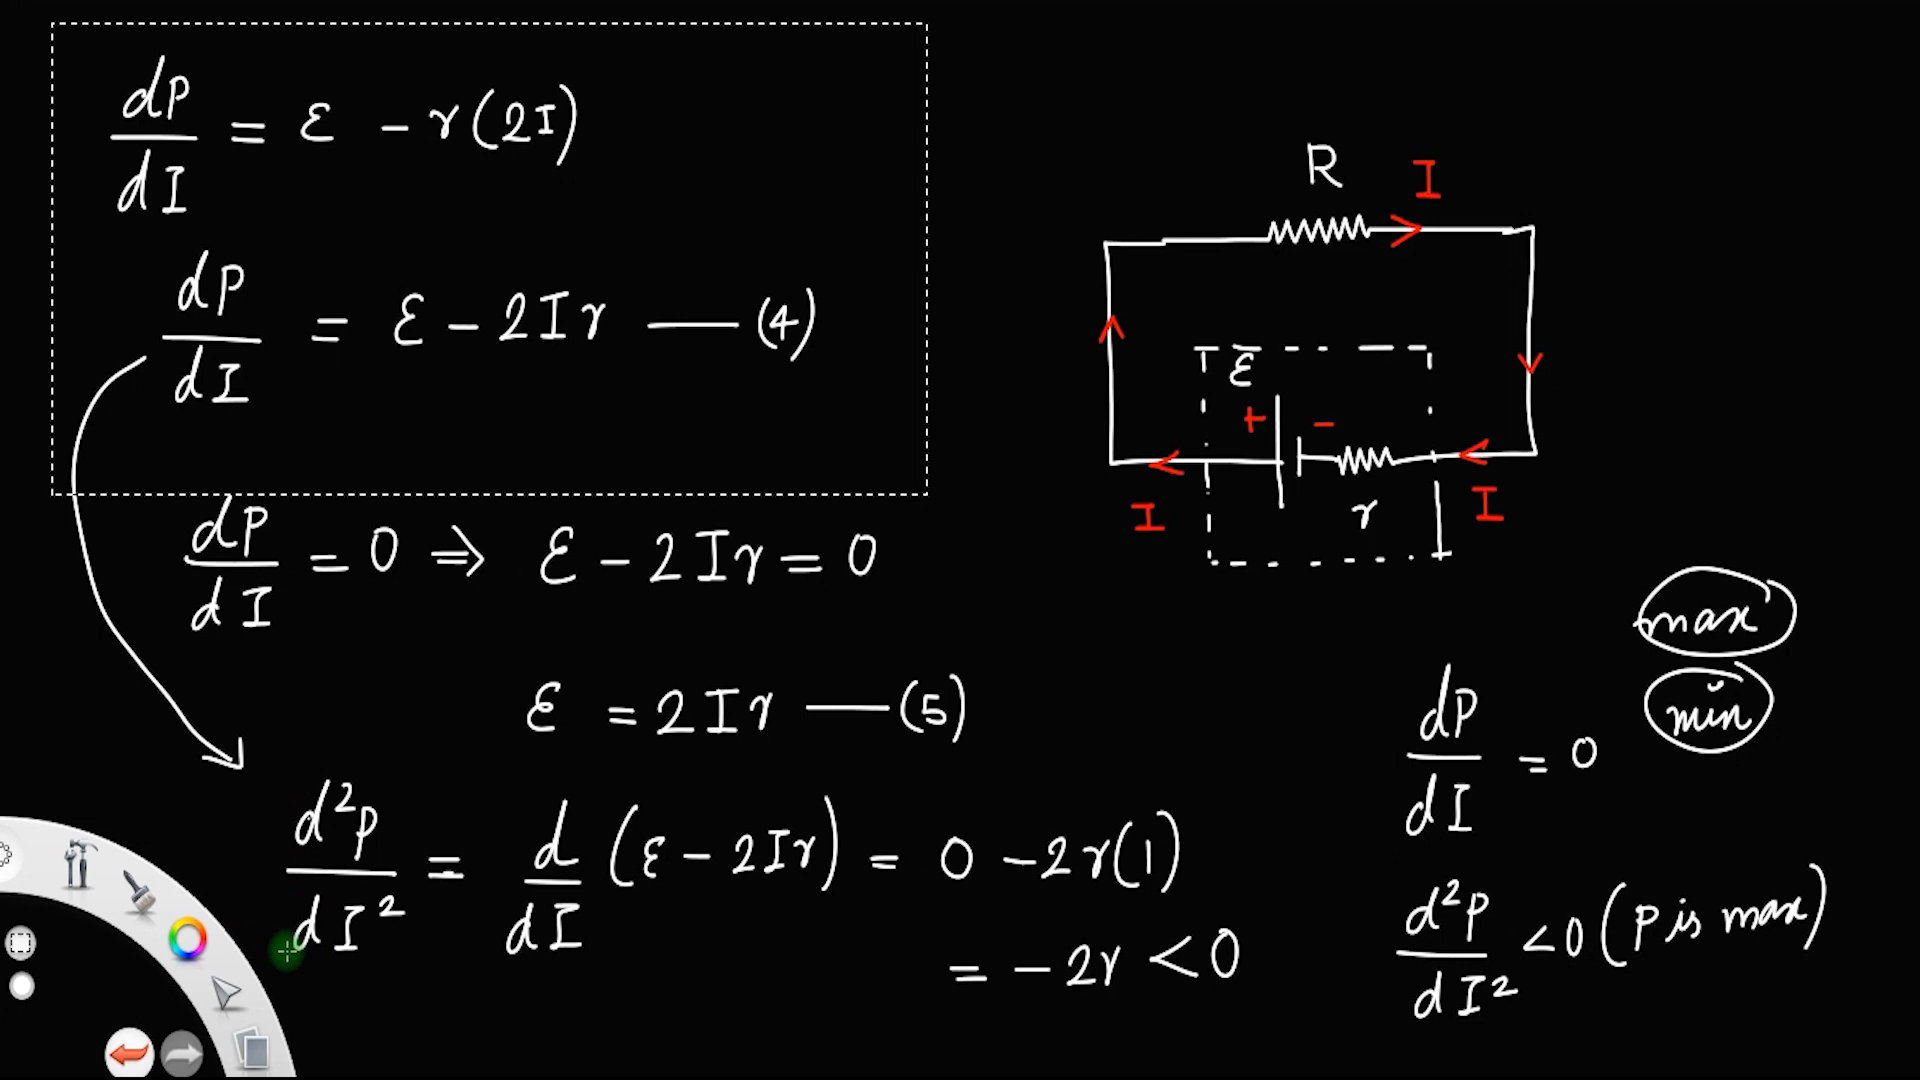 dP/dI = ε - r(2I)
dP/dI = ε - 2Ir —— (4)
dP/dI = 0 ⇒ ε - 2Ir = 0
ε = 2Ir —— (5)
d²P/dI² = d/dI (ε - 2Ir) = 0 - 2r(1)
= -2r < 0
R I
ε
+ -
I r I
max
min
dP/dI = 0
d²P/dI² < 0 (P is max)